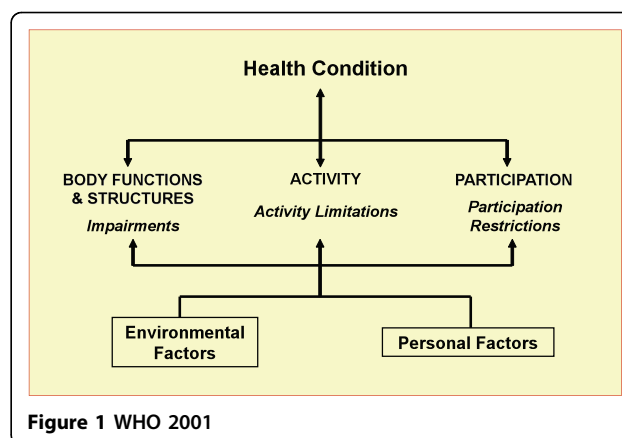 Health Condition
BODY FUNCTIONS
& STRUCTURES
Impairments
ACTIVITY
Activity Limitations
PARTICIPATION
Participation
Restrictions
Environmental
Factors
Personal Factors
Figure 1 WHO 2001